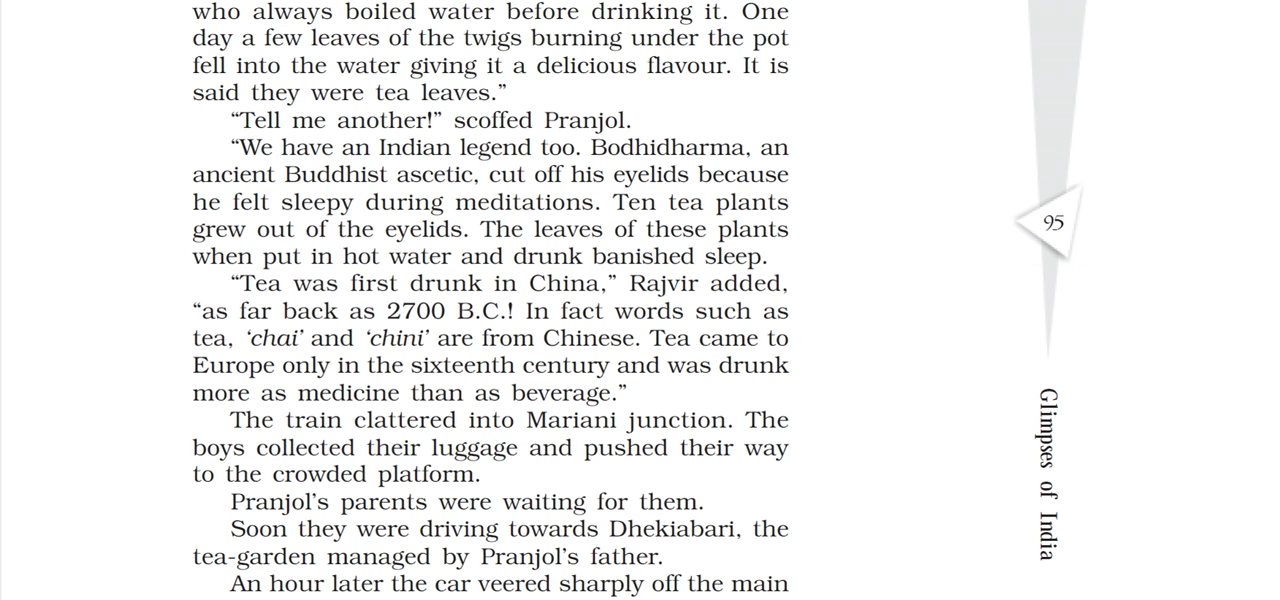 who always boiled water before drinking it. One
day a few leaves of the twigs burning under the pot
fell into the water giving it a delicious flavour. It is
said they were tea leaves.”
“Tell me another!” scoffed Pranjol.
“We have an Indian legend too. Bodhidharma, an
ancient Buddhist ascetic, cut off his eyelids because
he felt sleepy during meditations. Ten tea plants
grew out of the eyelids. The leaves of these plants
when put in hot water and drunk banished sleep.
“Tea was first drunk in China,” Rajvir added,
“as far back as 2700 B.C.! In fact words such as
tea, ‘chai’ and ‘chini’ are from Chinese. Tea came to
Europe only in the sixteenth century and was drunk
more as medicine than as beverage.”
The train clattered into Mariani junction. The
boys collected their luggage and pushed their way
to the crowded platform.
Pranjol’s parents were waiting for them.
Soon they were driving towards Dhekiabari, the
tea-garden managed by Pranjol’s father.
An hour later the car veered sharply off the main
95
Glimpses of India